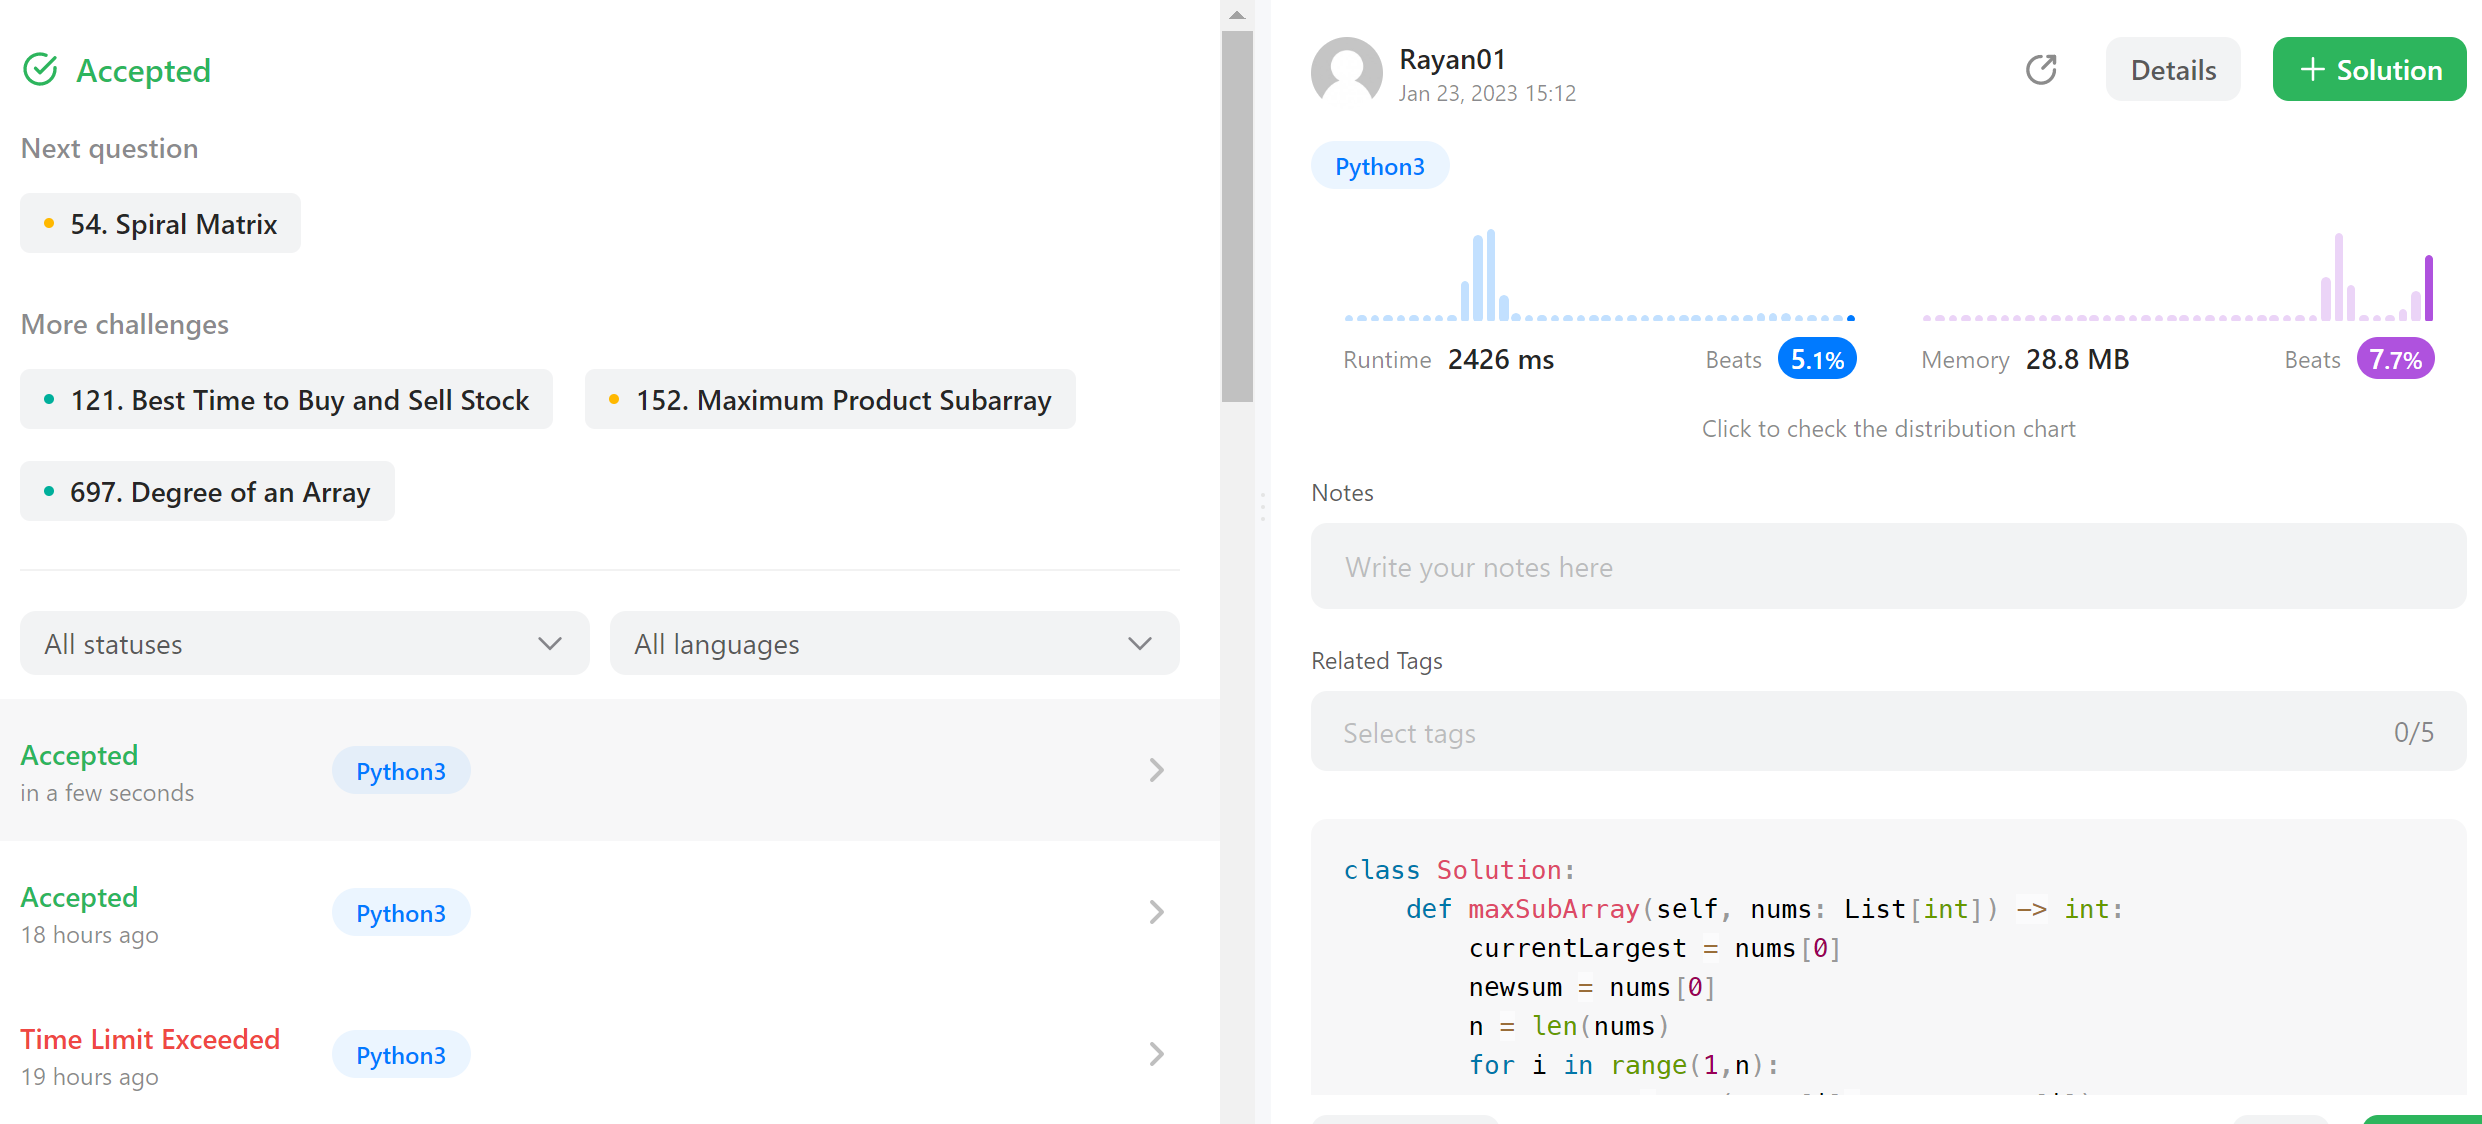 Accepted
Next question
54. Spiral Matrix
More challenges
121. Best Time to Buy and Sell Stock
152. Maximum Product Subarray
697. Degree of an Array
All statuses
All languages
Accepted
in a few seconds
Python3
Accepted
18 hours ago
Python3
Time Limit Exceeded
19 hours ago
Python3
Rayan01
Jan 23, 2023 15:12
Details
+ Solution
Python3
Runtime 2426 ms
Beats 5.1%
Memory 28.8 MB
Beats 7.7%
Click to check the distribution chart
Notes
Write your notes here
Related Tags
Select tags
0/5
class Solution:
    def maxSubArray(self, nums: List[int]) -> int:
        currentLargest = nums[0]
        newsum = nums[0]
        n = len(nums)
        for i in range(1,n):